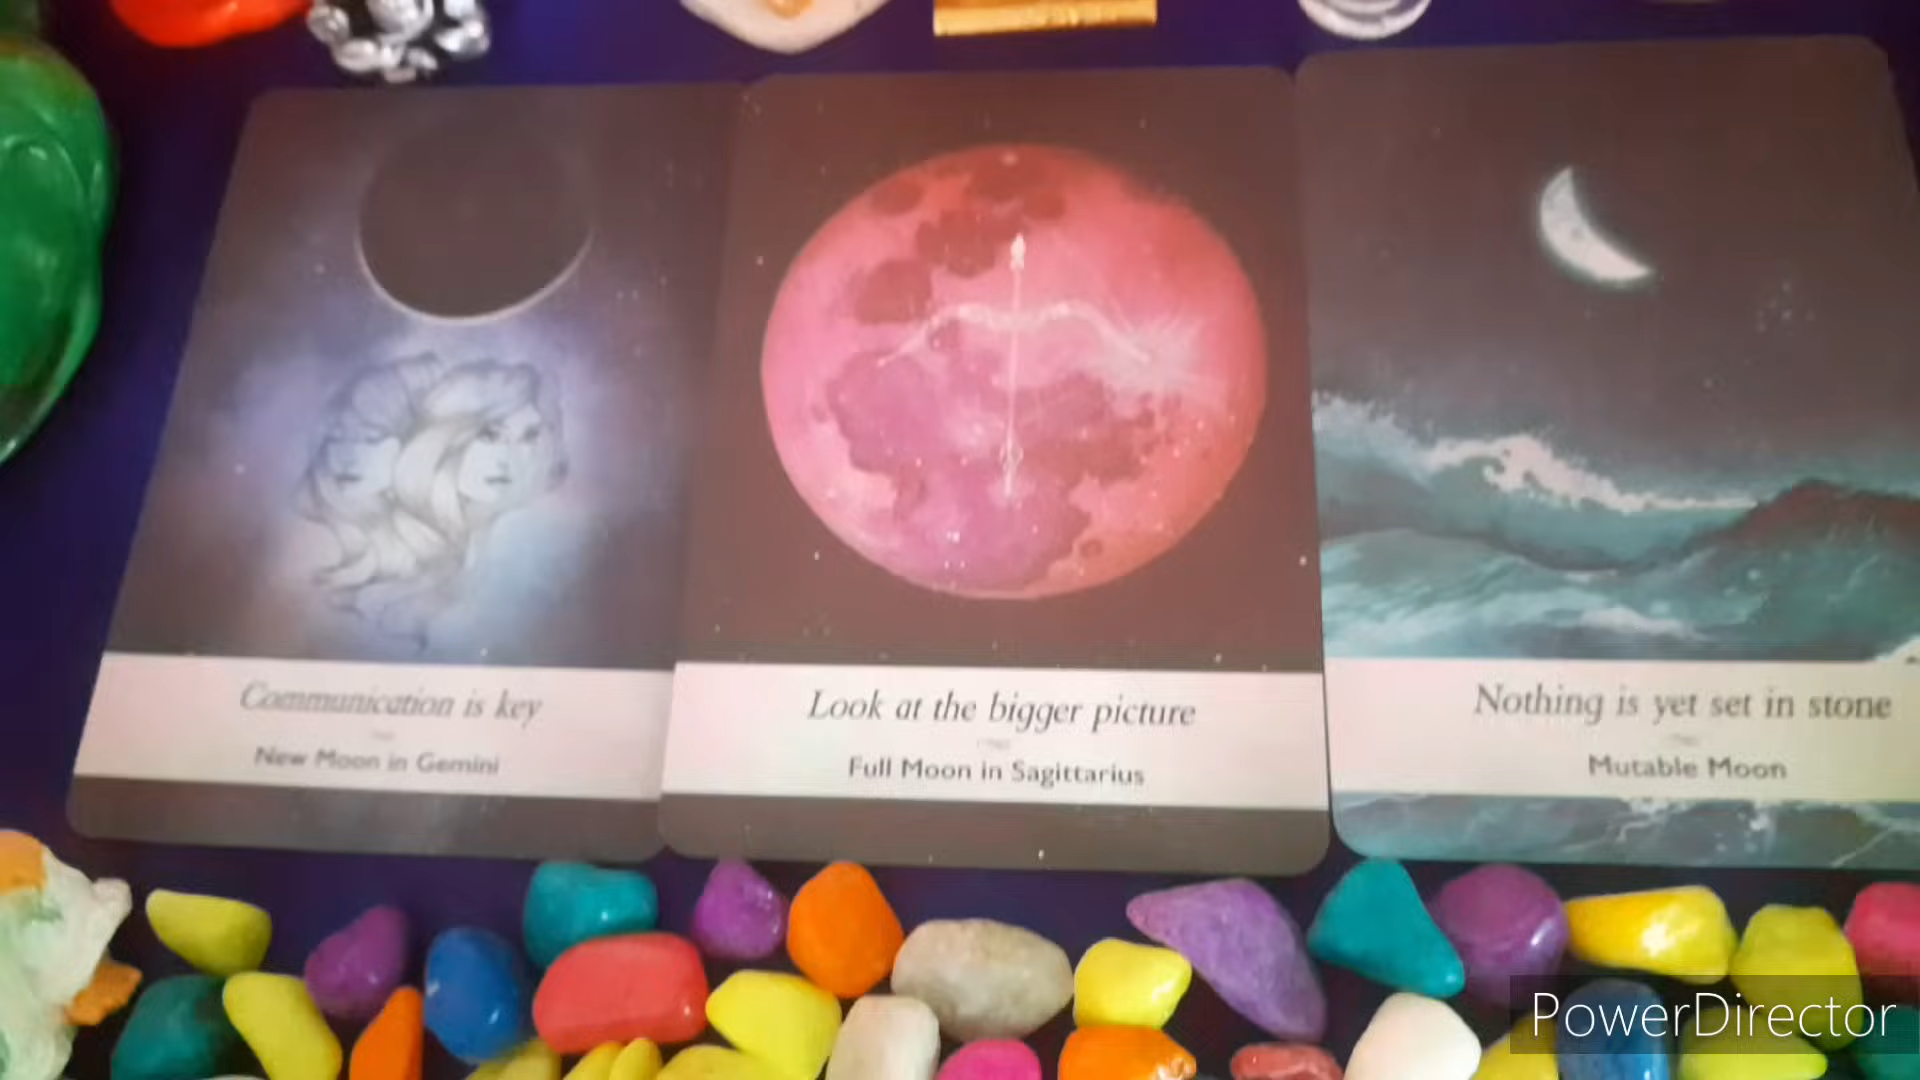 Communication is key
New Moon in Gemini
Look at the bigger picture
Full Moon in Sagittarius
Nothing is yet set in stone
Mutable Moon
PowerDirector